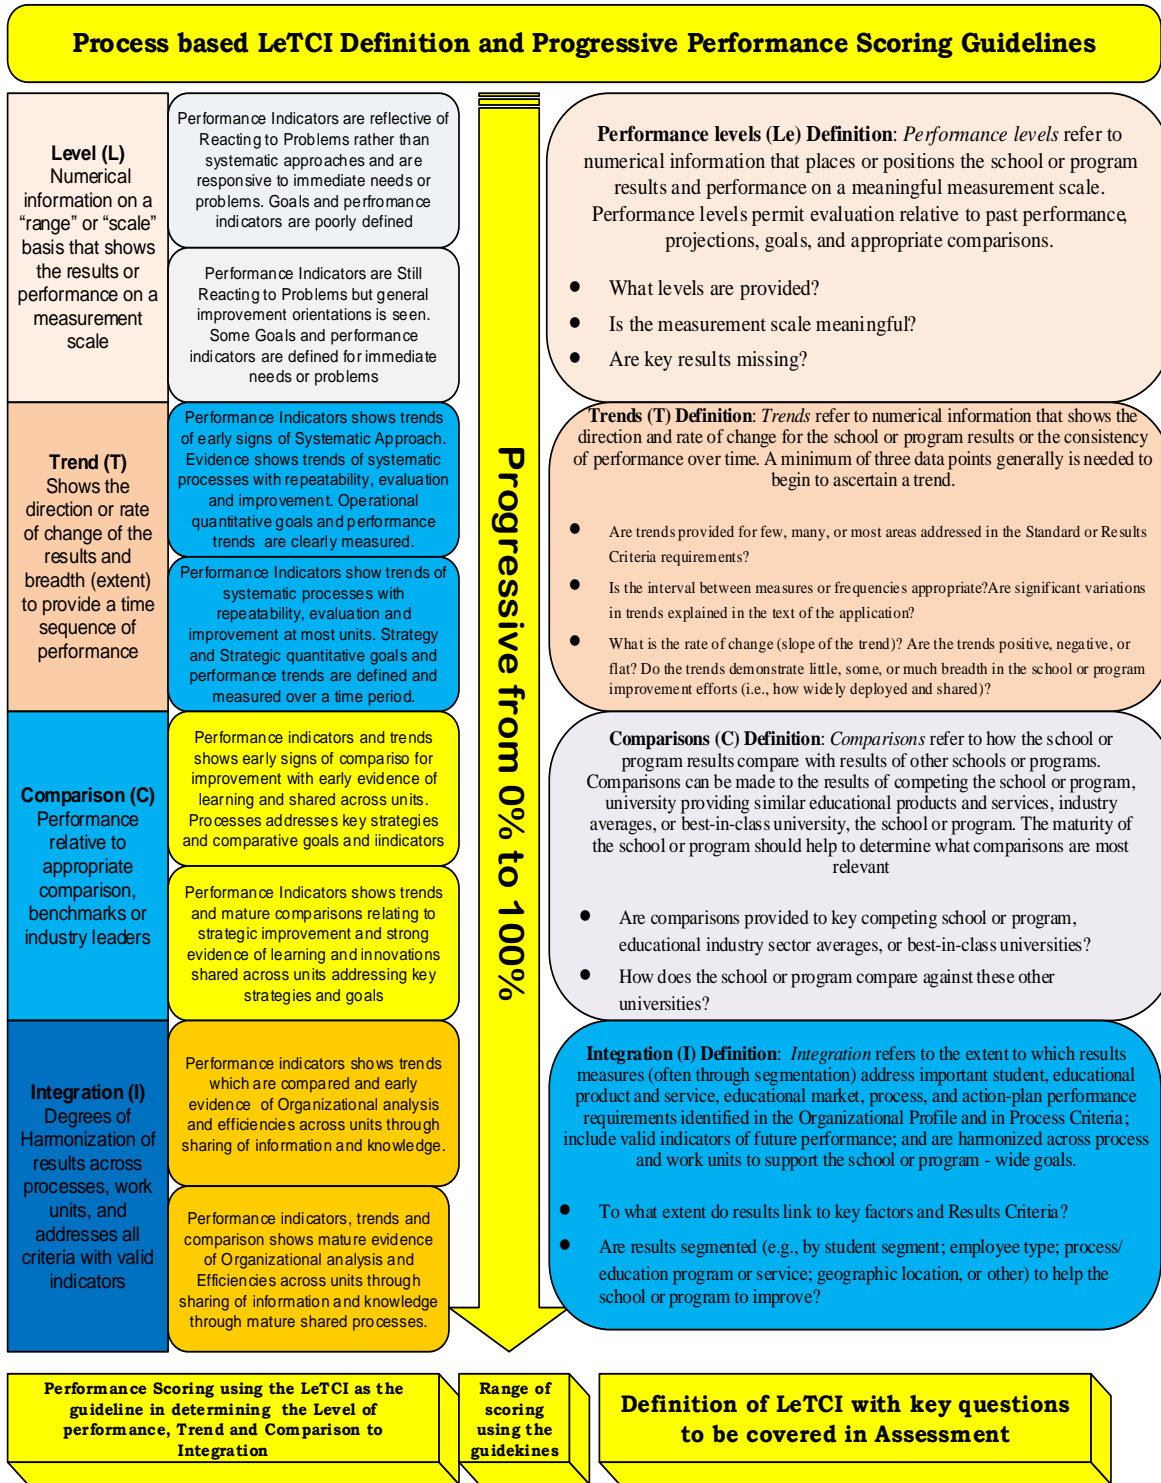 Process based LeTCI Definition and Progressive Performance Scoring Guidelines
Level (L)
Numerical
information on a
“range” or “scale”
basis that shows
the results or
performance on a
measurement
scale
Performance Indicators are reflective of
Reacting to Problems rather than
systematic approaches and are
responsive to immediate needs or
problems. Goals and perfromance
indicators are poorly defined
Performance Indicators are Still
Reacting to Problems but general
improvement orientations is seen.
Some Goals and performance
indicators are defined for immediate
needs or problems
Performance levels (Le) Definition: Performance levels refer to
numerical information that places or positions the school or program
results and performance on a meaningful measurement scale.
Performance levels permit evaluation relative to past performance,
projections, goals, and appropriate comparisons.
• What levels are provided?
• Is the measurement scale meaningful?
• Are key results missing?
Trend (T)
Shows the
direction or rate
of change of the
results and
breadth (extent)
to provide a time
sequence of
performance
Performance Indicators shows trends
of early signs of Systematic Approach.
Evidence shows trends of systematic
processes with repeatability, evaluation
and improvement. Operational
quantitative goals and performance
trends are clearly measured.
Performance Indicators show trends of
systematic processes with
repeatability, evaluation and
improvement at most units. Strategy
and Strategic quantitative goals and
performance trends are defined and
measured over a time period.
Progressive from 0% to 100%
Trends (T) Definition: Trends refer to numerical information that shows the
direction and rate of change for the school or program results or the consistency
of performance over time. A minimum of three data points generally is needed to
begin to ascertain a trend.
• Are trends provided for few, many, or most areas addressed in the Standard or Results
Criteria requirements?
• Is the interval between measures or frequencies appropriate?Are significant variations
in trends explained in the text of the application?
• What is the rate of change (slope of the trend)? Are the trends positive, negative, or
flat? Do the trends demonstrate little, some, or much breadth in the school or program
improvement efforts (i.e., how widely deployed and shared)?
Comparison (C)
Performance
relative to
appropriate
comparison,
benchmarks or
industry leaders
Performance indicators and trends
shows early signs of compariso for
improvement with early evidence of
learning and shared across units.
Processes addresses key strategies
and comparative goals and iindicators
Performance Indicators shows trends
and mature comparisons relating to
strategic improvement and strong
evidence of learning and innovations
shared across units addressing key
strategies and goals
Comparisons (C) Definition: Comparisons refer to how the school or
program results compare with results of other schools or programs.
Comparisons can be made to the results of competing the school or program,
university providing similar educational products and services, industry
averages, or best-in-class university, the school or program. The maturity of
the school or program should help to determine what comparisons are most
relevant
• Are comparisons provided to key competing school or program,
educational industry sector averages, or best-in-class universities?
• How does the school or program compare against these other
universities?
Integration (I)
Degrees of
Harmonization of
results across
processes, work
units, and
addresses all
criteria with valid
indicators
Performance indicators shows trends
which are compared and early
evidence of Organizational analysis
and efficiencies across units through
sharing of information and knowledge.
Performance indicators, trends and
comparison shows mature evidence
of Organizational analysis and
Efficiencies across units through
sharing of information and knowledge
through mature shared processes.
Integration (I) Definition: Integration refers to the extent to which results
measures (often through segmentation) address important student, educational
product and service, educational market, process, and action-plan performance
requirements identified in the Organizational Profile and in Process Criteria;
include valid indicators of future performance; and are harmonized across process
and work units to support the school or program - wide goals.
• To what extent do results link to key factors and Results Criteria?
• Are results segmented (e.g., by student segment; employee type; process/
education program or service; geographic location, or other) to help the
school or program to improve?
Performance Scoring using the LeTCI as the
guideline in determining the Level of
performance, Trend and Comparison to
Integration
Range of
scoring
using the
guidekines
Definition of LeTCI with key questions
to be covered in Assessment